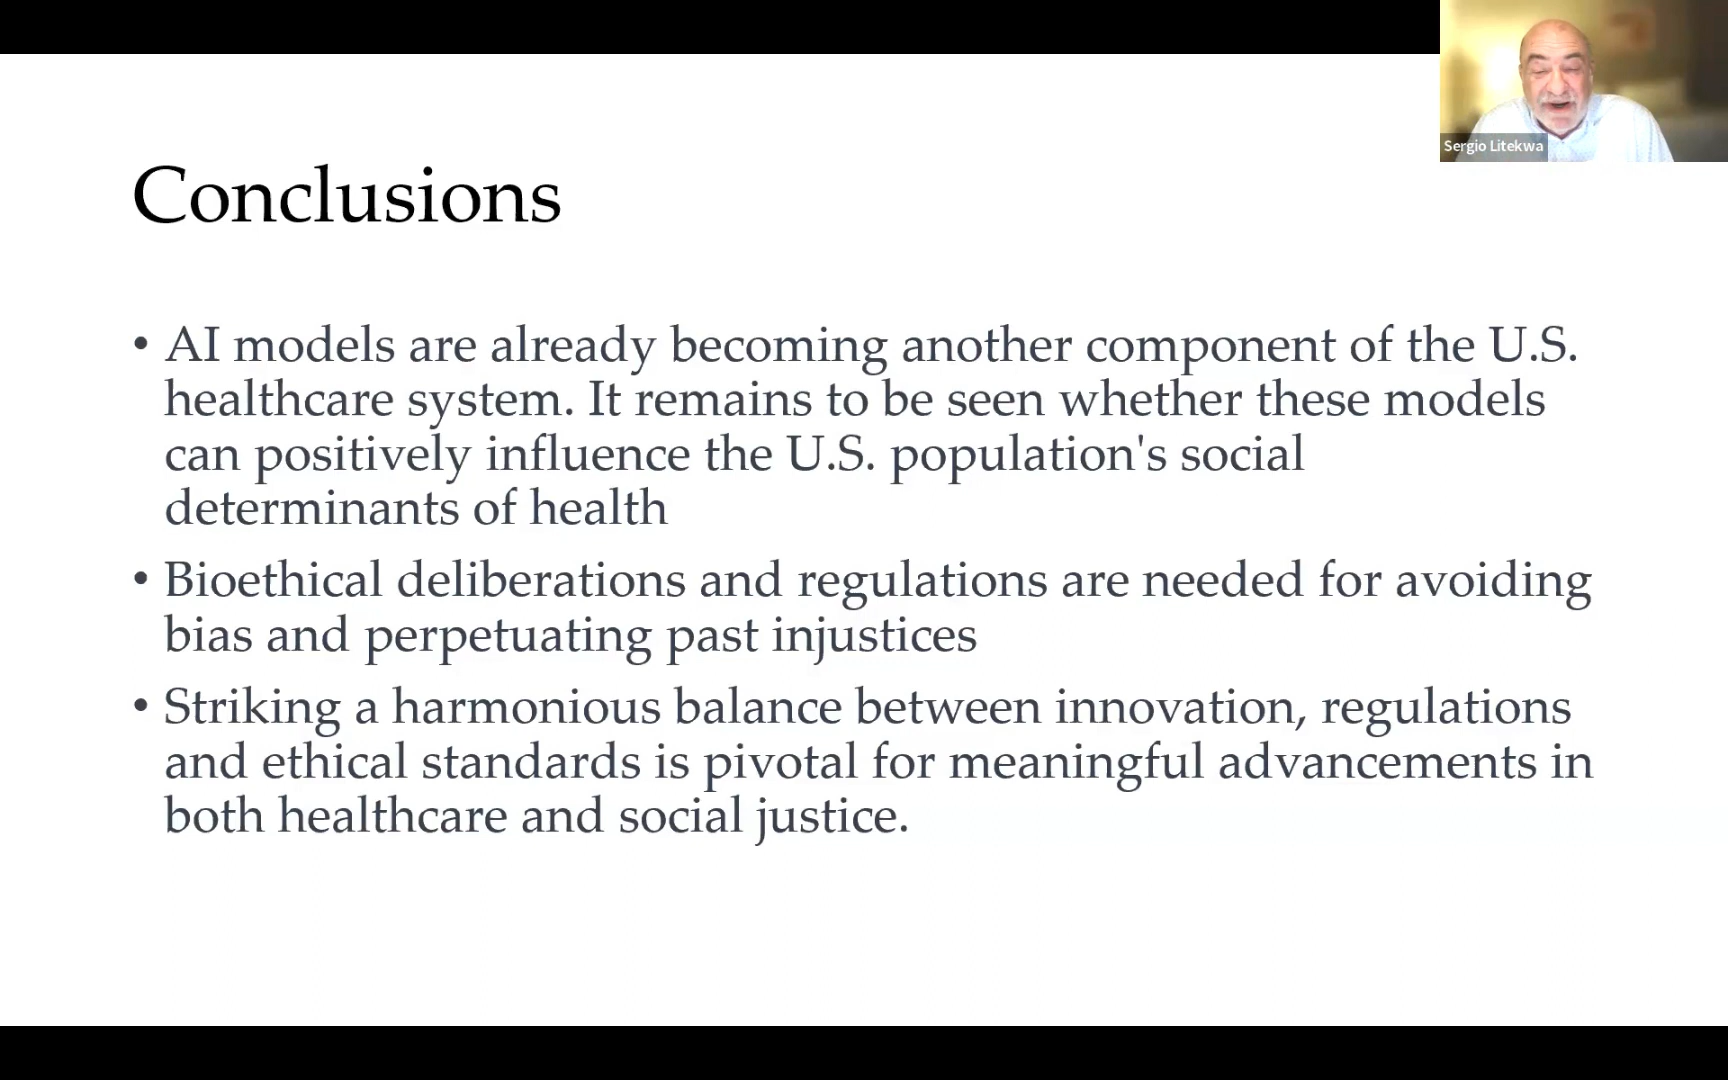 Sergio Litekwa
Conclusions
• AI models are already becoming another component of the U.S.
healthcare system. It remains to be seen whether these models
can positively influence the U.S. population's social
determinants of health
• Bioethical deliberations and regulations are needed for avoiding
bias and perpetuating past injustices
• Striking a harmonious balance between innovation, regulations
and ethical standards is pivotal for meaningful advancements in
both healthcare and social justice.